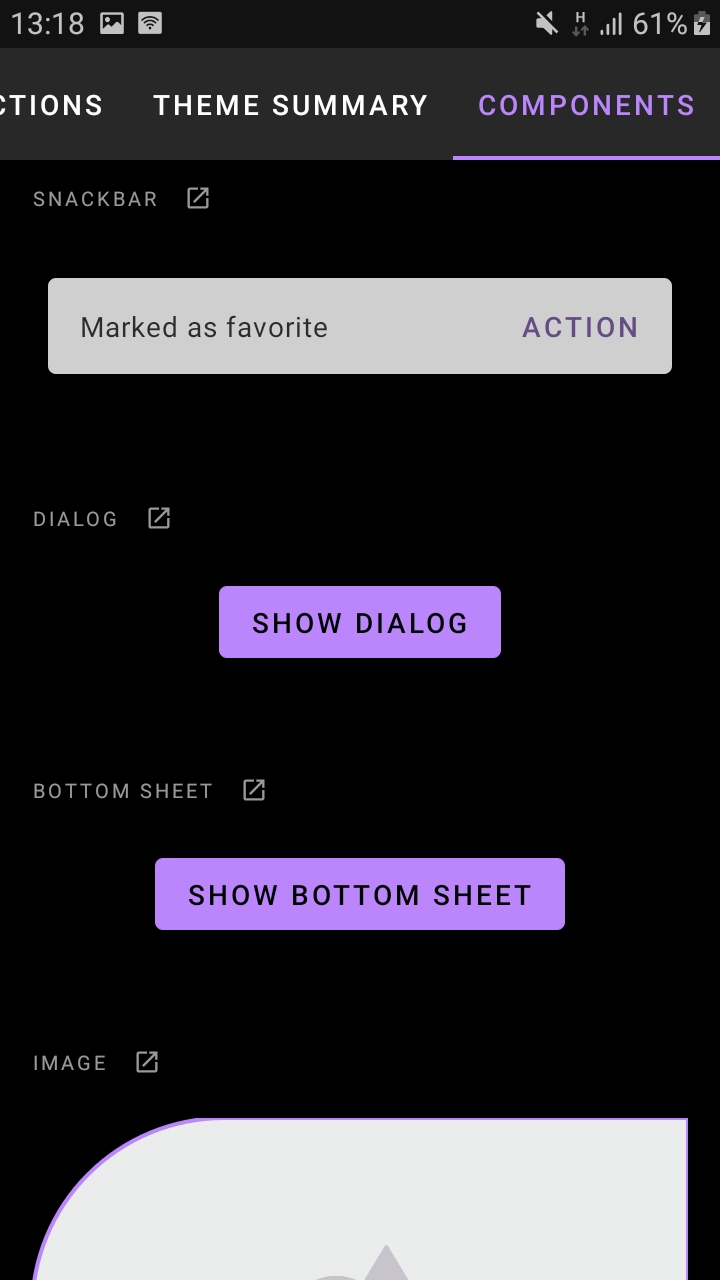 13:18 H 61%
CTIONS THEME SUMMARY COMPONENTS
SNACKBAR
Marked as favorite ACTION
DIALOG
SHOW DIALOG
BOTTOM SHEET
SHOW BOTTOM SHEET
IMAGE